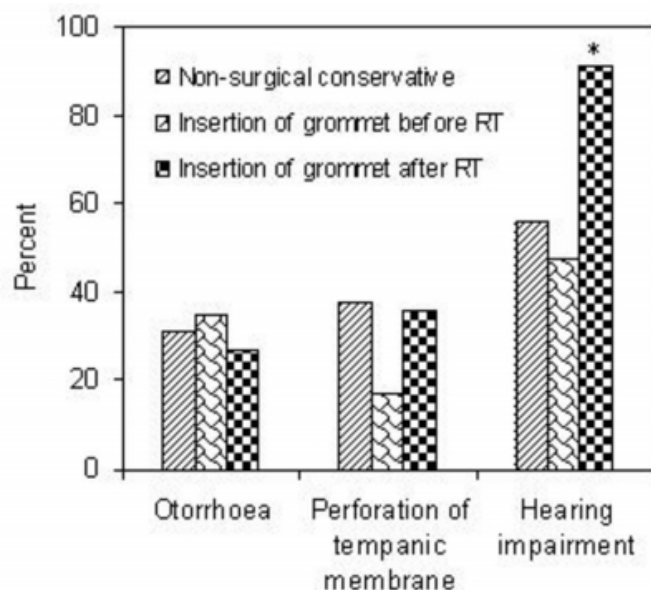 100
80
60
40
20
0
Percent
Non-surgical conservative
Insertion of grommet before RT
Insertion of grommet after RT
*
Otorrhoea
Perforation of
tempanic
membrane
Hearing
impairment